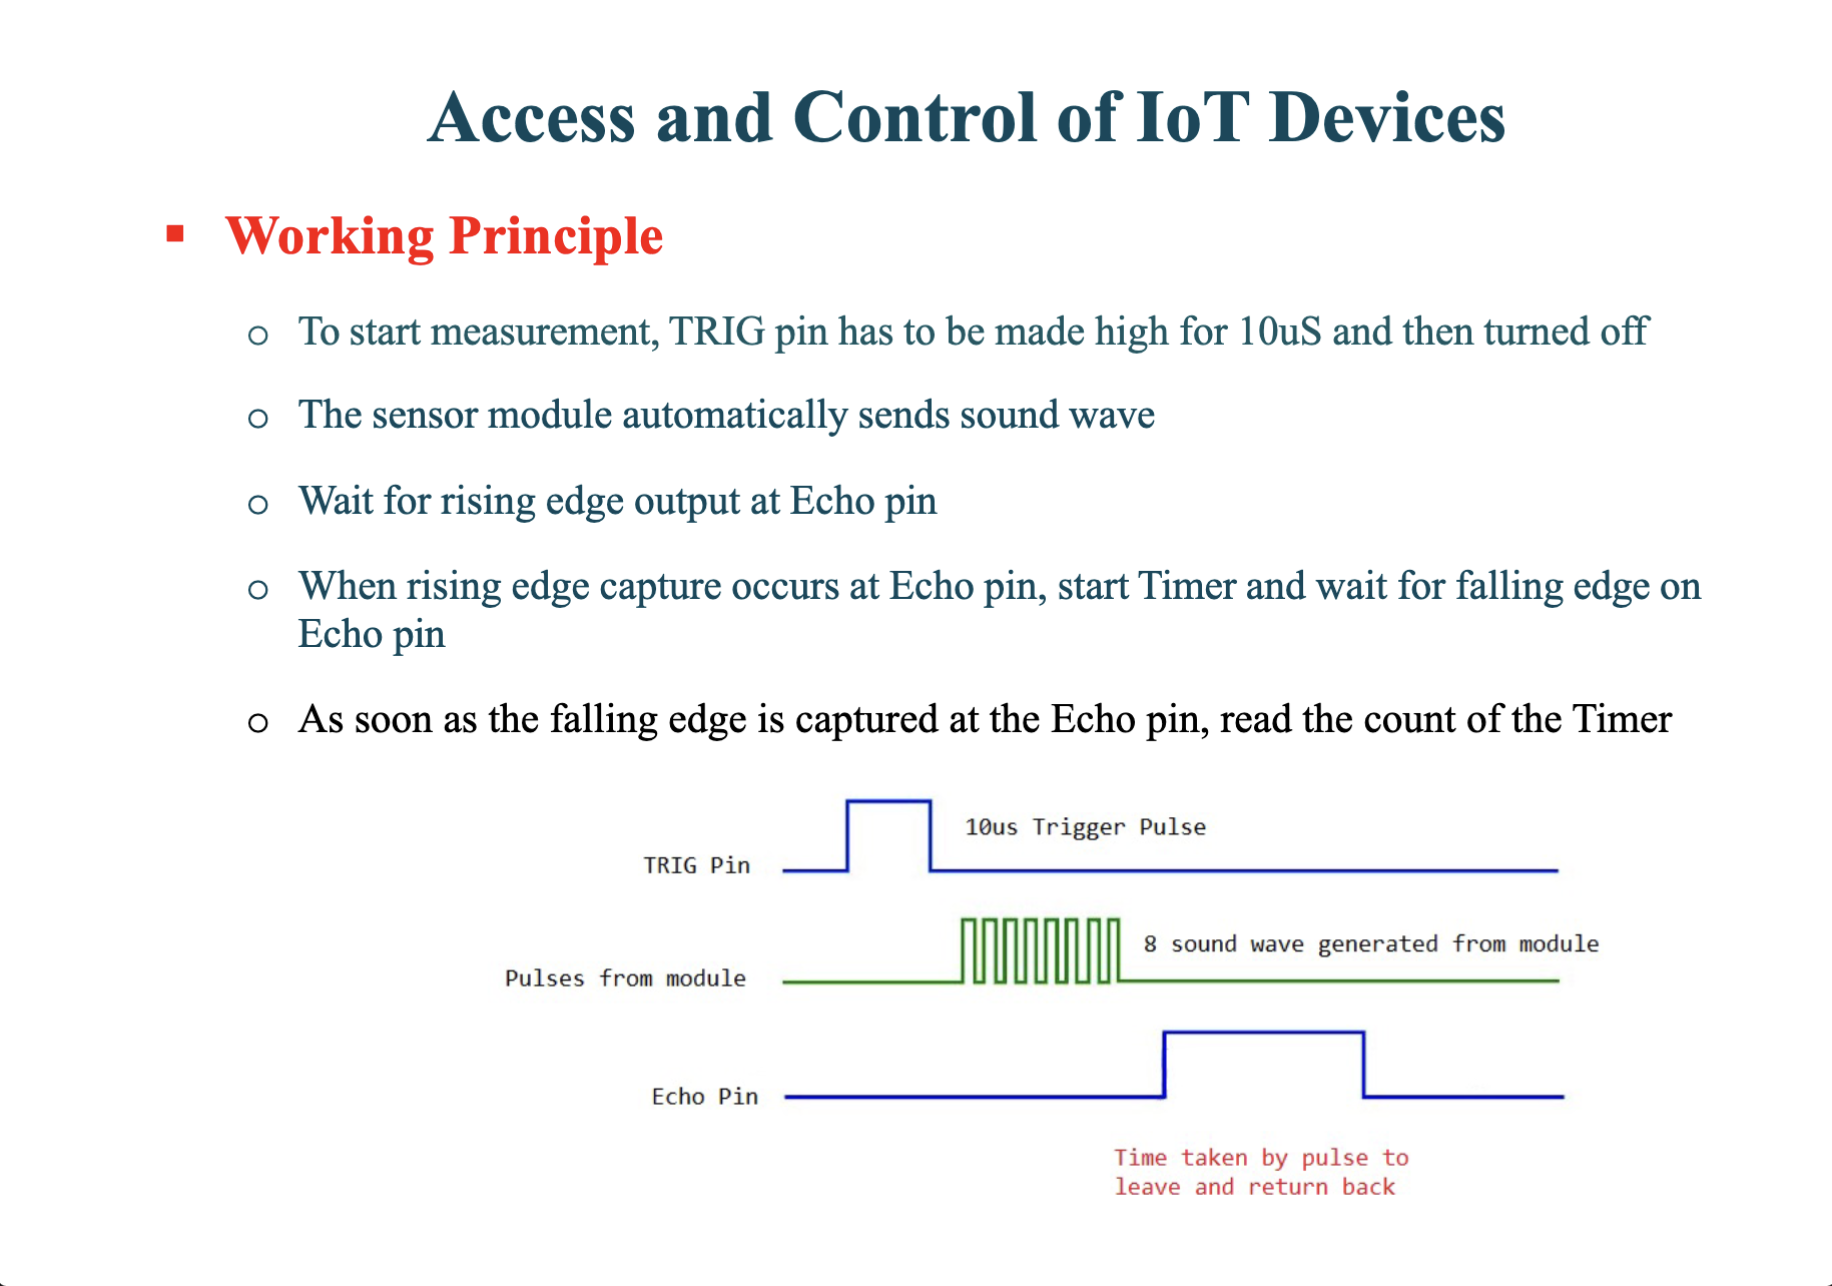 Access and Control of IoT Devices
▪ Working Principle
o To start measurement, TRIG pin has to be made high for 10uS and then turned off
o The sensor module automatically sends sound wave
o Wait for rising edge output at Echo pin
o When rising edge capture occurs at Echo pin, start Timer and wait for falling edge on
Echo pin
o As soon as the falling edge is captured at the Echo pin, read the count of the Timer
10us Trigger Pulse
TRIG Pin
8 sound wave generated from module
Pulses from module
Echo Pin
Time taken by pulse to
leave and return back